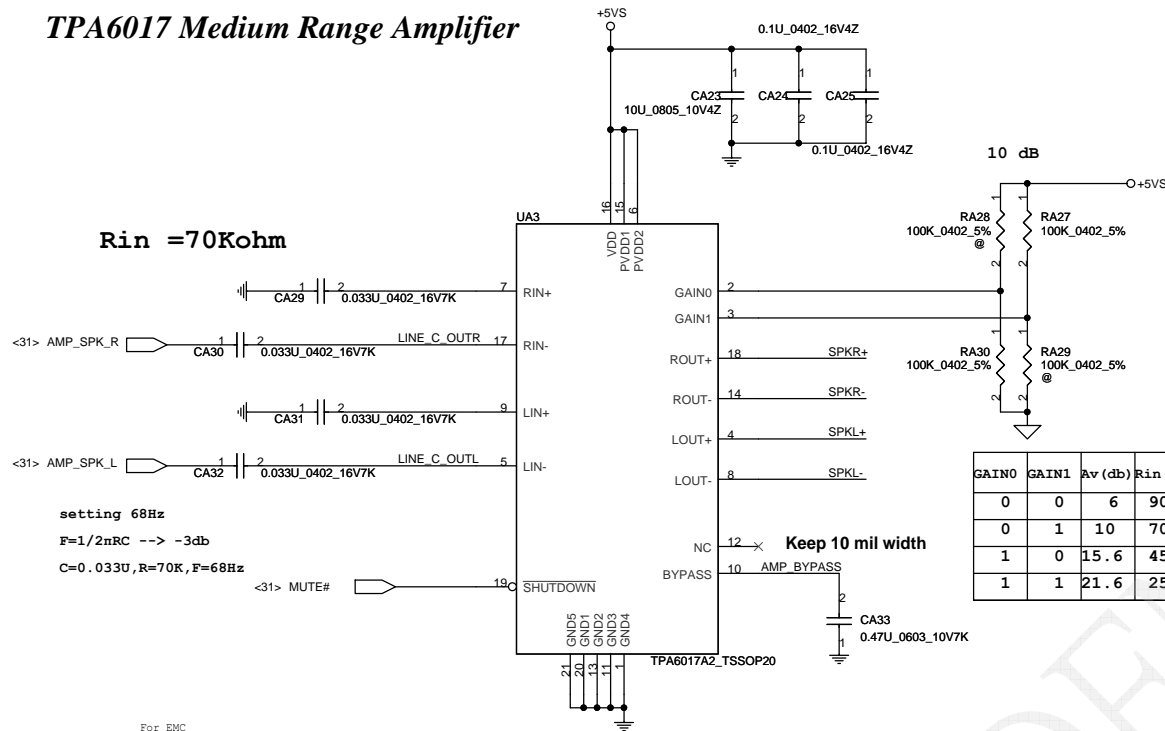 TPA6017 Medium Range Amplifier
+5VS
0.1U_0402_16V4Z
1 1 1
CA23 CA24 CA25
10U_0805_10V4Z
2 2 2
0.1U_0402_16V4Z
10 dB
+5VS
1 1
RA28 RA27
100K_0402_5% 100K_0402_5%
@
2 2
UA3
16 15 6
VDD PVDD1 PVDD2
Rin =70Kohm
1 2 7 RIN+
CA29 0.033U_0402_16V7K
GAIN0 2
GAIN1 3
<31> AMP_SPK_R 1 2 LINE_C_OUTR 17 RIN-
CA30 0.033U_0402_16V7K
ROUT+ 18 SPKR+
1 1
RA30 RA29
100K_0402_5% 100K_0402_5%
@
2 2
ROUT- 14 SPKR-
1 2 9 LIN+
CA31 0.033U_0402_16V7K
LOUT+ 4 SPKL+
<31> AMP_SPK_L 1 2 LINE_C_OUTL 5 LIN-
CA32 0.033U_0402_16V7K
LOUT- 8 SPKL-
GAIN0 GAIN1 Av(db) Rin
0 0 6 90
0 1 10 70
1 0 15.6 45
1 1 21.6 25
setting 68Hz
F=1/2πRC --> -3db
C=0.033U,R=70K,F=68Hz
NC 12 Keep 10 mil width
BYPASS 10 AMP_BYPASS
<31> MUTE# 19 SHUTDOWN
2
CA33
1 0.47U_0603_10V7K
GND5 GND1 GND2 GND3 GND4
21 20 13 11 1
TPA6017A2_TSSOP20
For EMC